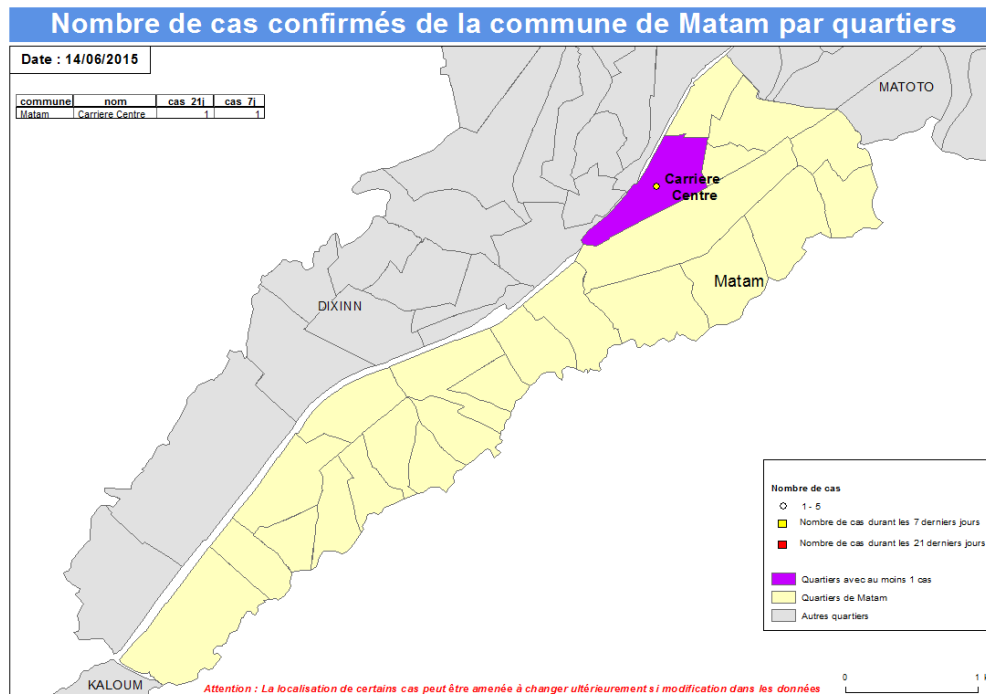 Nombre de cas confirmés de la commune de Matam par quartiers
Date : 14/06/2015
commune nom cas 21j cas 7j
Matam Carriere Centre 1 1
MATOTO
Carriere
Centre
Matam
DIXINN
KALOUM
Nombre de cas
1 - 5
Nombre de cas durant les 7 derniers jours
Nombre de cas durant les 21 derniers jours
Quartiers avec au moins 1 cas
Quartiers de Matam
Autres quartiers
0 1
Attention : La localisation de certains cas peut être amenée à changer ultérieurement si modification dans les données